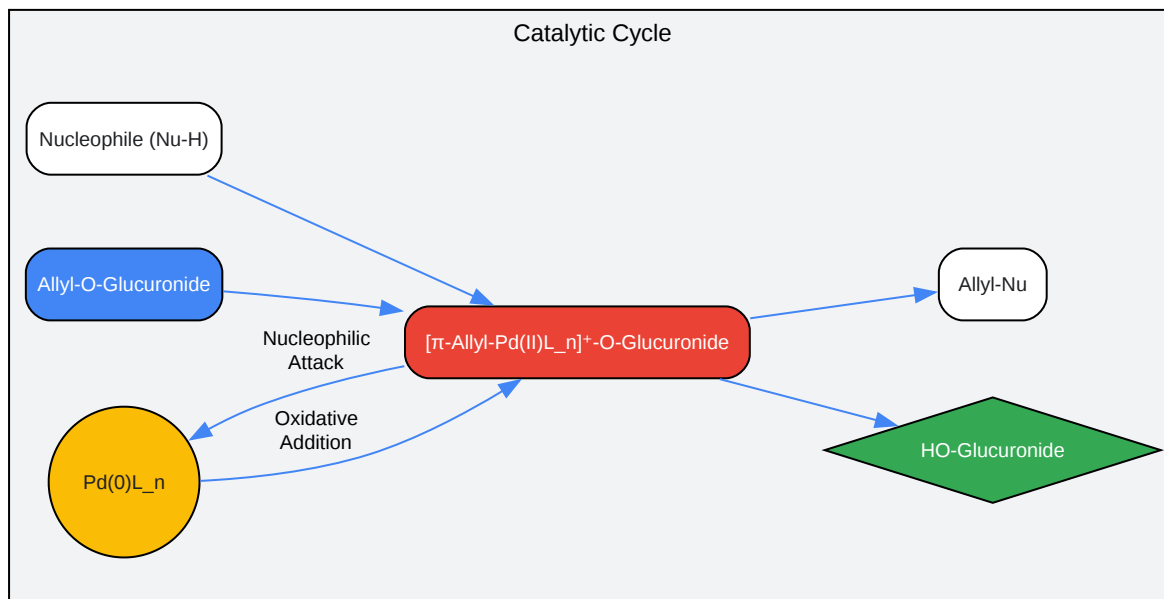 Catalytic Cycle
Nucleophile (Nu-H)
Allyl-O-Glucuronide
Allyl-Nu
Nucleophilic
Attack
[π-Allyl-Pd(II)L_n]⁺-O-Glucuronide
Oxidative
Addition
HO-Glucuronide
Pd(0)L_n